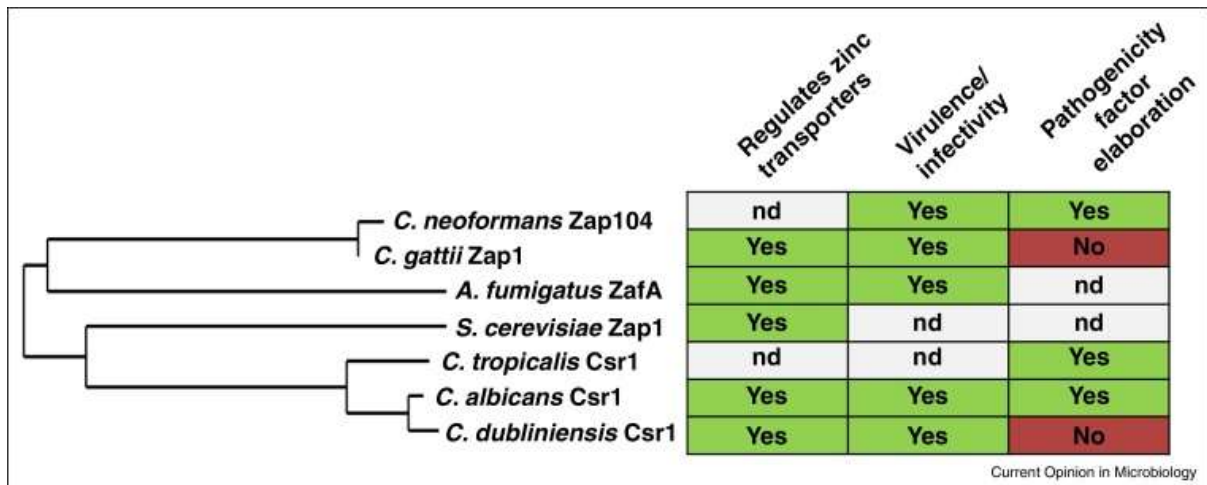 Regulates zinc
transporters
Virulence/
infectivity
Pathogenicity
factor
elaboration
C. neoformans Zap104 nd Yes Yes
C. gattii Zap1 Yes Yes No
A. fumigatus ZafA Yes Yes nd
S. cerevisiae Zap1 Yes nd nd
C. tropicalis Csr1 nd nd Yes
C. albicans Csr1 Yes Yes Yes
C. dubliniensis Csr1 Yes Yes No
Current Opinion in Microbiology